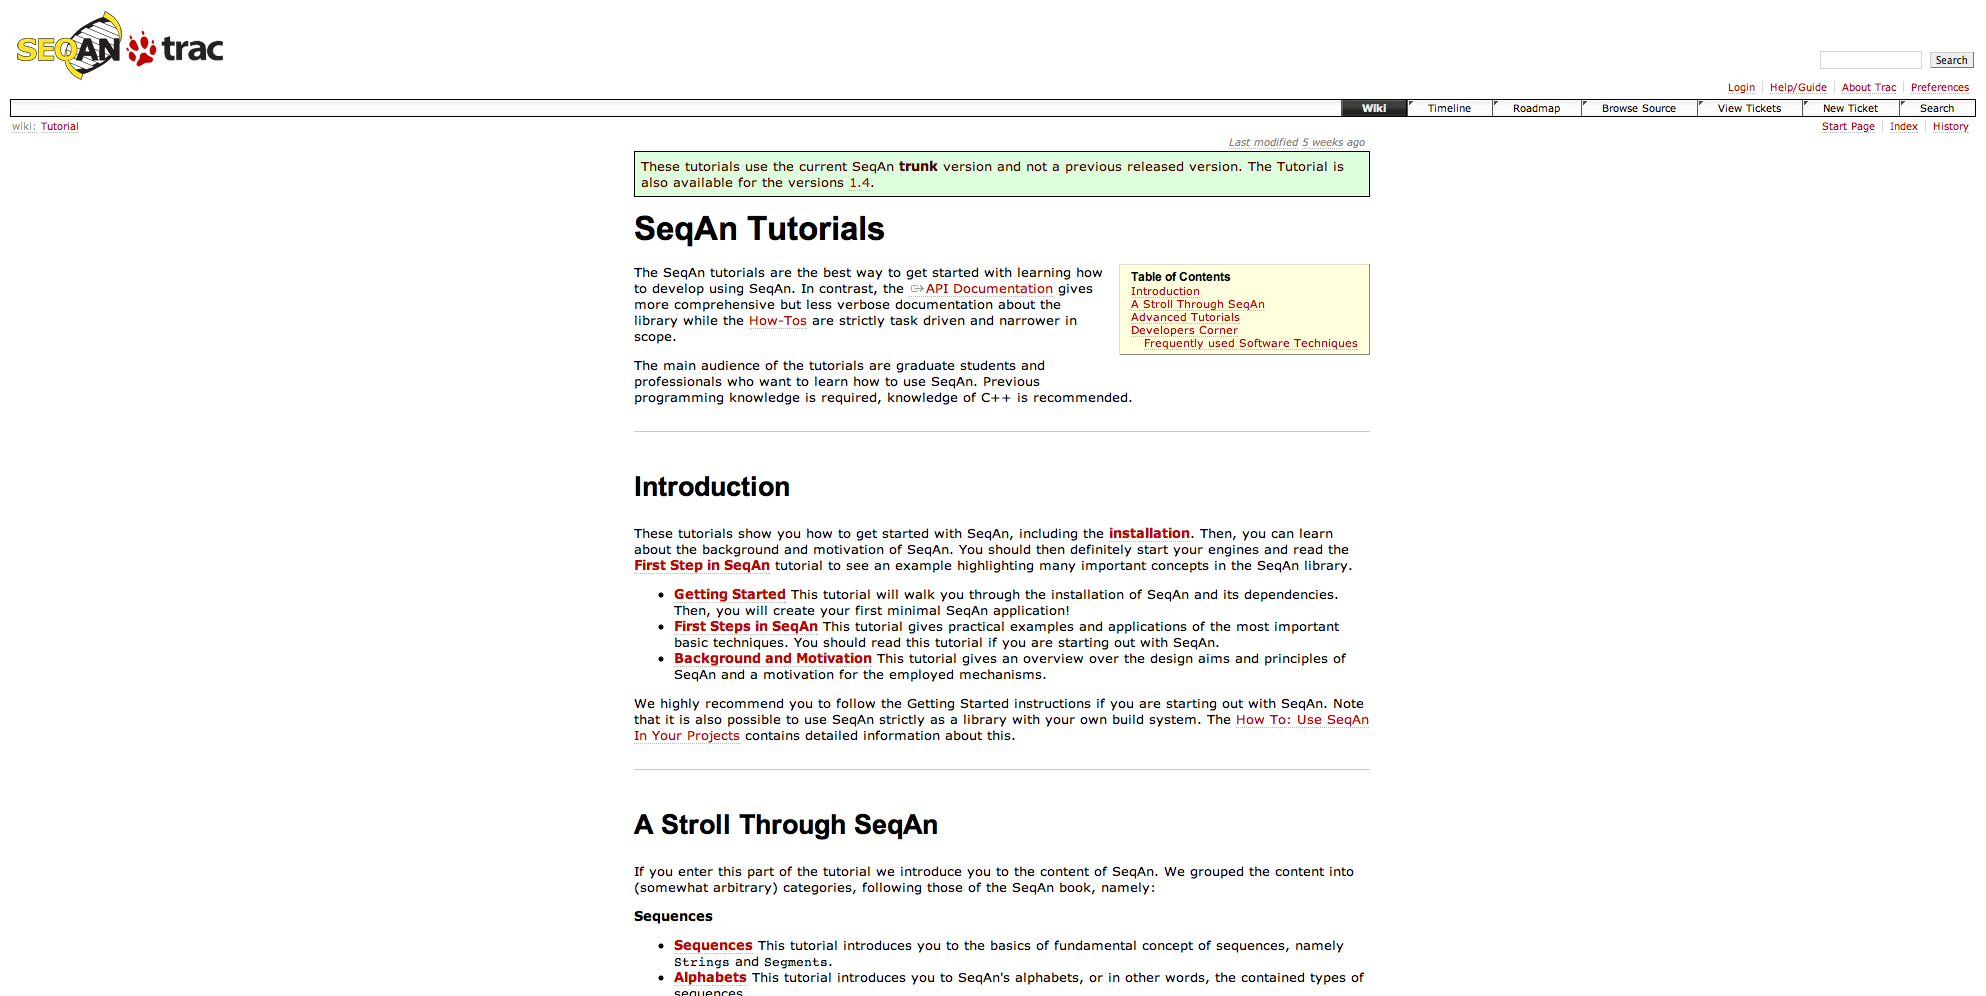 SEQAN trac
Search
Login Help/Guide About Trac Preferences
Wiki Timeline Roadmap Browse Source View Tickets New Ticket Search
wiki: Tutorial
Start Page Index History
Last modified 5 weeks ago
These tutorials use the current SeqAn trunk version and not a previous released version. The Tutorial is
also available for the versions 1.4.
SeqAn Tutorials
The SeqAn tutorials are the best way to get started with learning how
to develop using SeqAn. In contrast, the API Documentation gives
more comprehensive but less verbose documentation about the
library while the How-Tos are strictly task driven and narrower in
scope.
Table of Contents
Introduction
A Stroll Through SeqAn
Advanced Tutorials
Developers Corner
Frequently used Software Techniques
The main audience of the tutorials are graduate students and
professionals who want to learn how to use SeqAn. Previous
programming knowledge is required, knowledge of C++ is recommended.
Introduction
These tutorials show you how to get started with SeqAn, including the installation. Then, you can learn
about the background and motivation of SeqAn. You should then definitely start your engines and read the
First Step in SeqAn tutorial to see an example highlighting many important concepts in the SeqAn library.
• Getting Started This tutorial will walk you through the installation of SeqAn and its dependencies.
Then, you will create your first minimal SeqAn application!
• First Steps in SeqAn This tutorial gives practical examples and applications of the most important
basic techniques. You should read this tutorial if you are starting out with SeqAn.
• Background and Motivation This tutorial gives an overview over the design aims and principles of
SeqAn and a motivation for the employed mechanisms.
We highly recommend you to follow the Getting Started instructions if you are starting out with SeqAn. Note
that it is also possible to use SeqAn strictly as a library with your own build system. The How To: Use SeqAn
In Your Projects contains detailed information about this.
A Stroll Through SeqAn
If you enter this part of the tutorial we introduce you to the content of SeqAn. We grouped the content into
(somewhat arbitrary) categories, following those of the SeqAn book, namely:
Sequences
• Sequences This tutorial introduces you to the basics of fundamental concept of sequences, namely
Strings and Segments.
• Alphabets This tutorial introduces you to SeqAn's alphabets, or in other words, the contained types of
sequences.